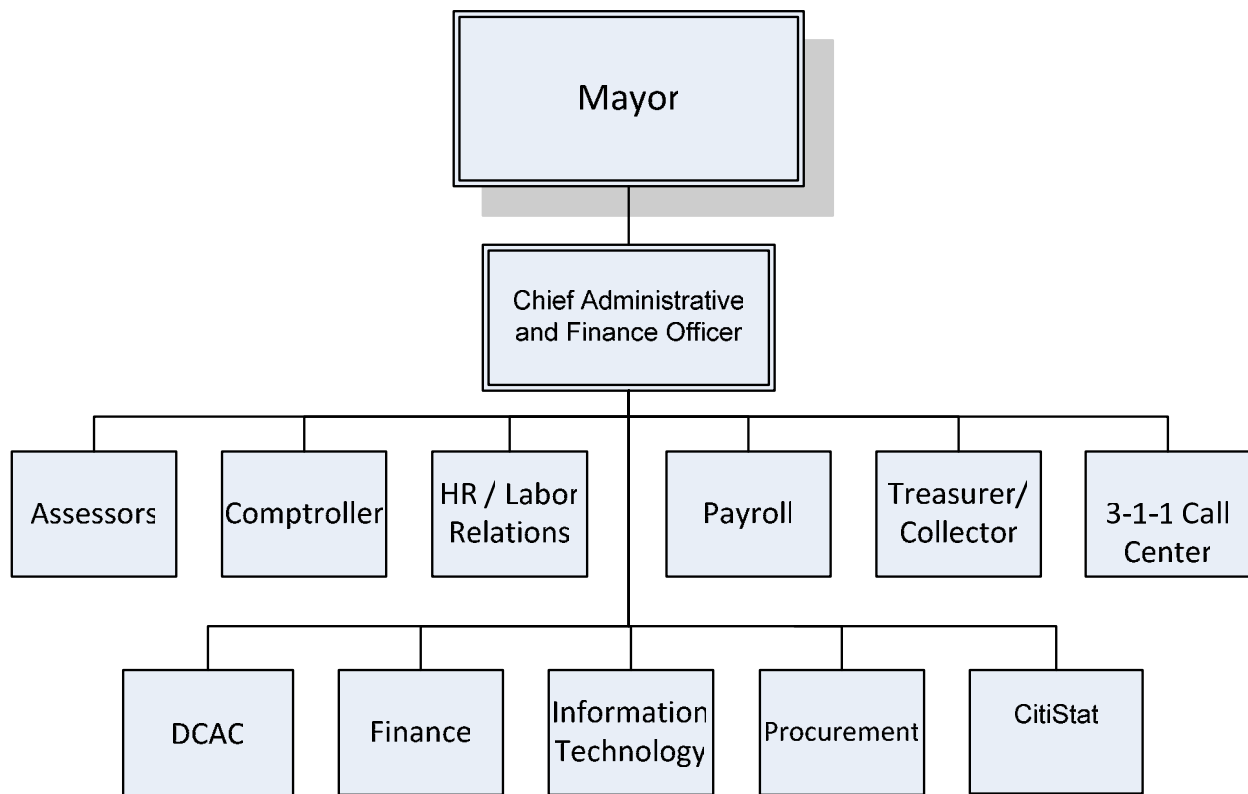 Mayor
Chief Administrative
and Finance Officer
Assessors
Comptroller
HR / Labor
Relations
Payroll
Treasurer/
Collector
3-1-1 Call
Center
DCAC
Finance
Information
Technology
Procurement
CitiStat